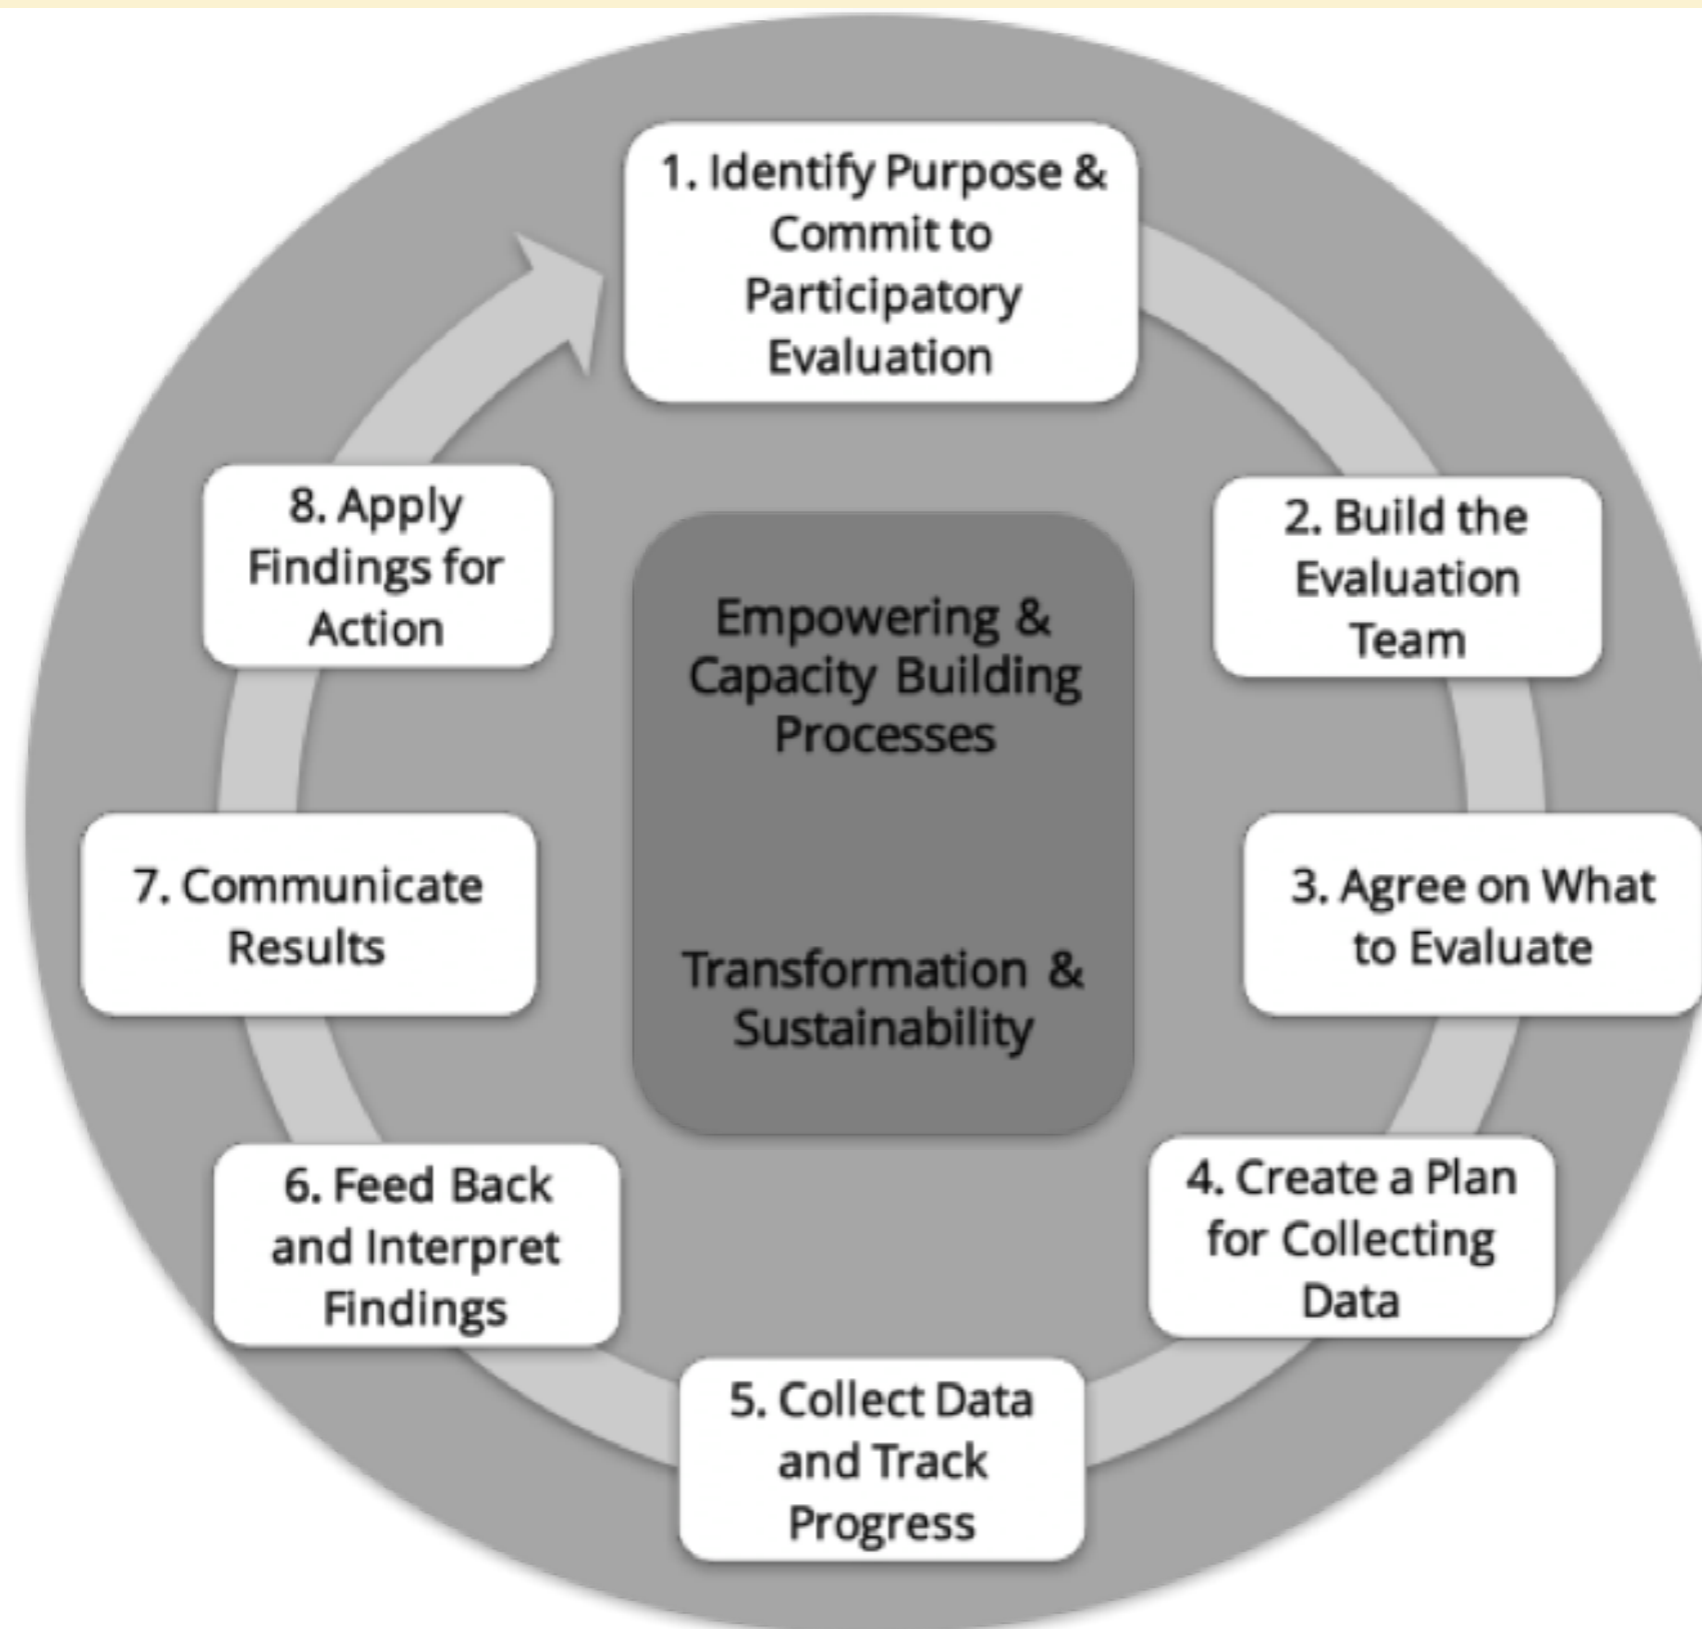 1. Identify Purpose &
Commit to
Participatory
Evaluation
2. Build the
Evaluation
Team
3. Agree on What
to Evaluate
4. Create a Plan
for Collecting
Data
5. Collect Data
and Track
Progress
6. Feed Back
and Interpret
Findings
7. Communicate
Results
8. Apply
Findings for
Action
Empowering &
Capacity Building
Processes
Transformation &
Sustainability